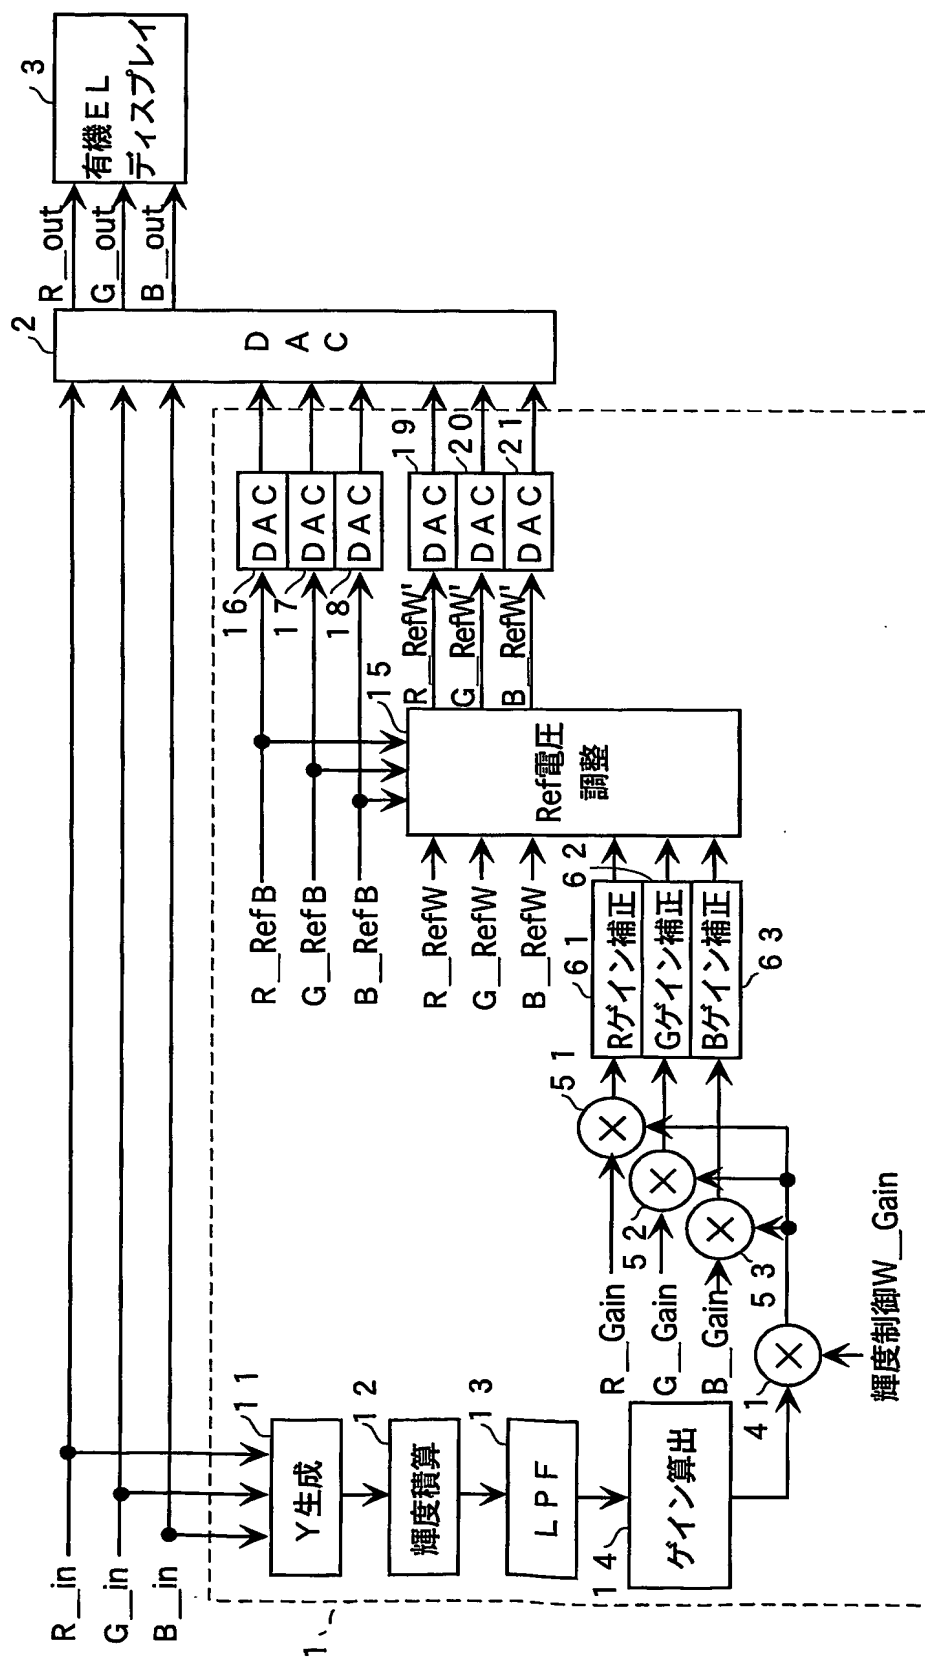 R_in
G_in
B_in
1
Y生成
11
輝度積算
12
LPF
13
ゲイン算出
14
41
輝度制御W_Gain
R_Gain
G_Gain
B_Gain
51
52
53
Rゲイン補正
Gゲイン補正
Bゲイン補正
61
62
63
R_RefB
G_RefB
B_RefB
R_RefW
G_RefW
B_RefW
Ref電圧
調整
15
R_RefW'
G_RefW'
B_RefW'
16
17
18
DAC
DAC
DAC
DAC
DAC
DAC
19
20
21
DAC
2
R_out
G_out
B_out
有機EL
ディスプレイ
3